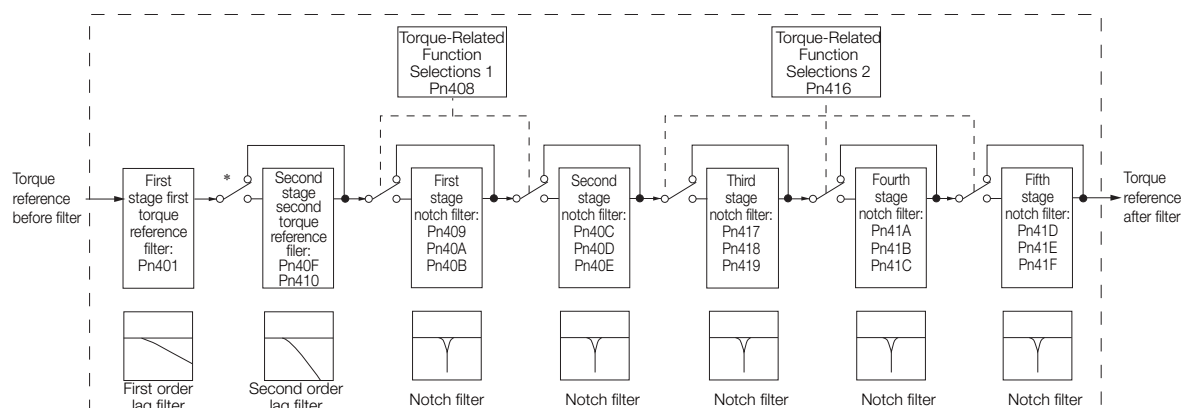 Torque-Related
Function
Selections 1
Pn408
Torque-Related
Function
Selections 2
Pn416
Torque
reference
before filter
First
stage first
torque
reference
filter:
Pn401
*
Second
stage
second
torque
reference
filer:
Pn40F
Pn410
First
stage
notch filter:
Pn409
Pn40A
Pn40B
Second
stage
notch filter:
Pn40C
Pn40D
Pn40E
Third
stage
notch filter:
Pn417
Pn418
Pn419
Fourth
stage
notch filter:
Pn41A
Pn41B
Pn41C
Fifth
stage
notch filter:
Pn41D
Pn41E
Pn41F
Torque
reference
after filter
First order
lag filter
Second order
lag filter
Notch filter
Notch filter
Notch filter
Notch filter
Notch filter